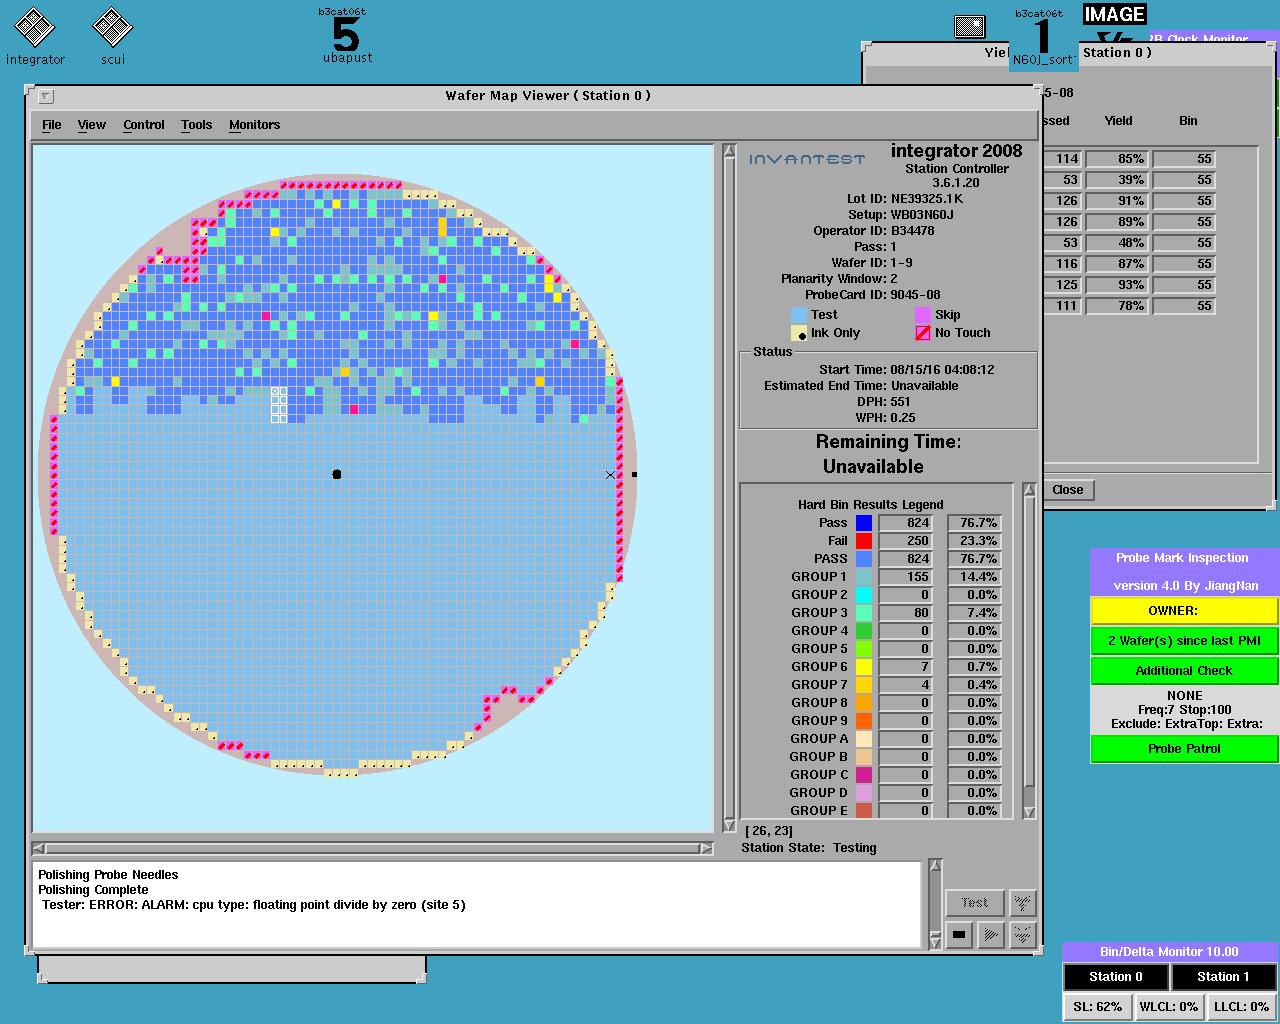 b3cat06t
5
ubapust
integrator
scui
b3cat06t
1
N60J_sort
IMAGE
RB Clock Monitor
Yiel
Station 0 )
5-08
ssed Yield Bin
114 85% 55
53 39% 55
126 91% 55
126 89% 55
53 48% 55
116 87% 55
125 93% 55
111 78% 55
Close
Wafer Map Viewer ( Station 0 )
File View Control Tools Monitors
INVANTEST
integrator 2008
Station Controller
3.6.1.20
Lot ID: NE39325.1K
Setup: WB03N60J
Operator ID: B34478
Pass: 1
Wafer ID: 1-9
Planarity Window: 2
ProbeCard ID: 9045-08
Test Skip
Ink Only No Touch
Status
Start Time: 08/15/16 04:08:12
Estimated End Time: Unavailable
DPH: 551
WPH: 0.25
Remaining Time:
Unavailable
Hard Bin Results Legend
Pass 824 76.7%
Fail 250 23.3%
PASS 824 76.7%
GROUP 1 155 14.4%
GROUP 2 0 0.0%
GROUP 3 80 7.4%
GROUP 4 0 0.0%
GROUP 5 0 0.0%
GROUP 6 7 0.7%
GROUP 7 4 0.4%
GROUP 8 0 0.0%
GROUP 9 0 0.0%
GROUP A 0 0.0%
GROUP B 0 0.0%
GROUP C 0 0.0%
GROUP D 0 0.0%
GROUP E 0 0.0%
[ 26, 23]
Station State: Testing
Polishing Probe Needles
Polishing Complete
Tester: ERROR: ALARM: cpu type: floating point divide by zero (site 5)
Test
Probe Mark Inspection
version 4.0 By JiangNan
OWNER:
2 Wafer(s) since last PMI
Additional Check
NONE
Freq:7 Stop:100
Exclude: ExtraTop: Extra:
Probe Patrol
Bin/Delta Monitor 10.00
Station 0 Station 1
SL: 62% WLCL: 0% LLCL: 0%